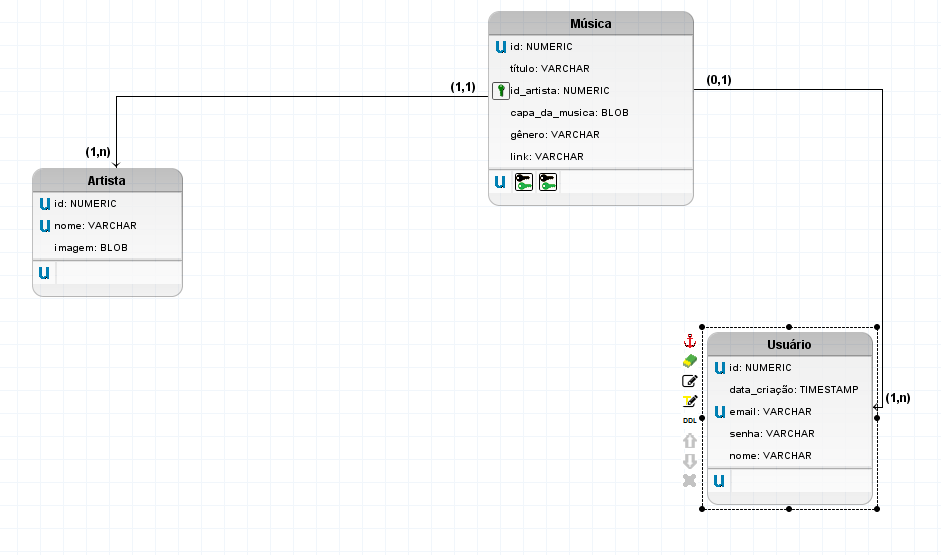 Música
U id: NUMERIC
título: VARCHAR
id_artista: NUMERIC
capa_da_musica: BLOB
gênero: VARCHAR
link: VARCHAR
U
(1,1)
(0,1)
(1,n)
Artista
U id: NUMERIC
U nome: VARCHAR
imagem: BLOB
U
Usuário
U id: NUMERIC
data_criação: TIMESTAMP
U email: VARCHAR
senha: VARCHAR
nome: VARCHAR
U
(1,n)
DDL